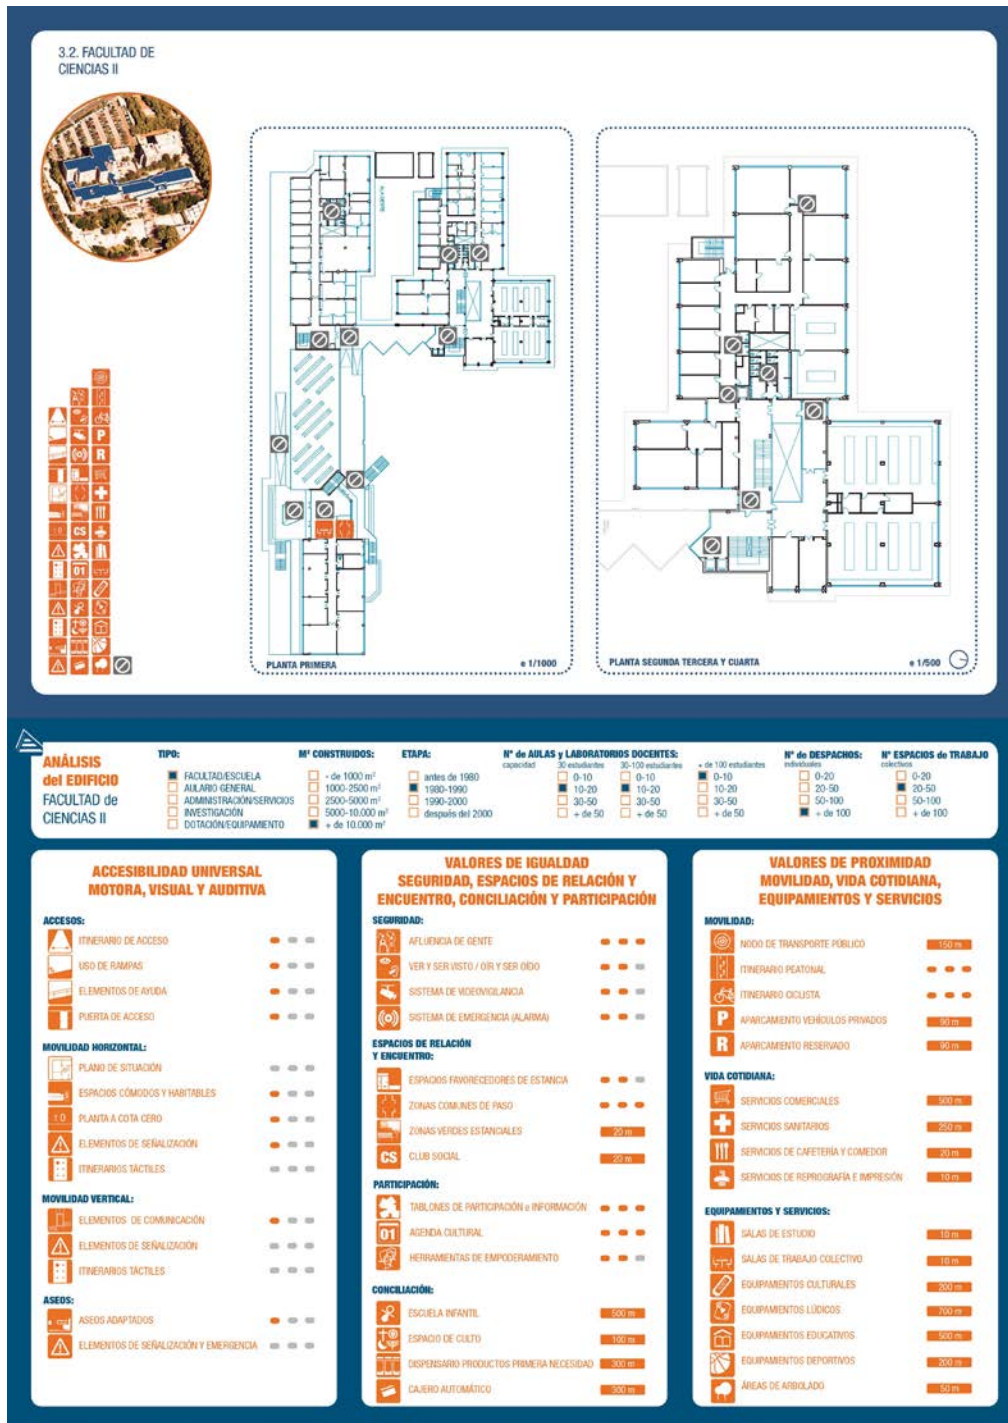 3.2. FACULTAD DE
CIENCIAS II
PLANTA PRIMERA
e 1/1000
PLANTA SEGUNDA TERCERA Y CUARTA
e 1/500
P
R
CS
01
ANÁLISIS
del EDIFICIO
FACULTAD de
CIENCIAS II
TIPO:
FACULTAD/ESCUELA
AULARIO GENERAL
ADMINISTRACIÓN/SERVICIOS
INVESTIGACIÓN
DOTACIÓN/EQUIPAMIENTO
M² CONSTRUIDOS:
- de 1000 m²
1000-2500 m²
2500-5000 m²
5000-10.000 m²
+ de 10.000 m²
ETAPA:
antes de 1980
1980-1990
1990-2000
después del 2000
Nº de AULAS y LABORATORIOS DOCENTES:
capacidad
30 estudiantes
0-10
10-20
30-50
+ de 50
30-100 estudiantes
0-10
10-20
30-50
+ de 50
+ de 100 estudiantes
0-10
10-20
30-50
+ de 50
Nº de DESPACHOS:
individuales
0-20
20-50
50-100
+ de 100
Nº ESPACIOS DE TRABAJO
colectivos
0-20
20-50
50-100
+ de 100
ACCESIBILIDAD UNIVERSAL
MOTORA, VISUAL Y AUDITIVA
ACCESOS:
ITINERARIO DE ACCESO
USO DE RAMPAS
ELEMENTOS DE AYUDA
PUERTA DE ACCESO
MOVILIDAD HORIZONTAL:
PLANO DE SITUACIÓN
ESPACIOS CÓMODOS Y HABITABLES
± 0 PLANTA A COTA CERO
ELEMENTOS DE SEÑALIZACIÓN
ITINERARIOS TÁCTILES
MOVILIDAD VERTICAL:
ELEMENTOS DE COMUNICACIÓN
ELEMENTOS DE SEÑALIZACIÓN
ITINERARIOS TÁCTILES
ASEOS:
ASEOS ADAPTADOS
ELEMENTOS DE SEÑALIZACIÓN Y EMERGENCIA
VALORES DE IGUALDAD
SEGURIDAD, ESPACIOS DE RELACIÓN Y
ENCUENTRO, CONCILIACIÓN Y PARTICIPACIÓN
SEGURIDAD:
AFLUENCIA DE GENTE
VER Y SER VISTO / OÍR Y SER OÍDO
SISTEMA DE VIDEOVIGILANCIA
SISTEMA DE EMERGENCIA (ALARMA)
ESPACIOS DE RELACIÓN
Y ENCUENTRO:
ESPACIOS FAVORECEDORES DE ESTANCIA
ZONAS COMUNES DE PASO
ZONAS VERDES ESTANCIALES 20 m
CS CLUB SOCIAL 20 m
PARTICIPACIÓN:
TABLONES DE PARTICIPACIÓN e INFORMACIÓN
01 AGENDA CULTURAL
HERRAMIENTAS DE EMPODERAMIENTO
CONCILIACIÓN:
ESCUELA INFANTIL 500 m
ESPACIO DE CULTO 100 m
DISPENSARIO PRODUCTOS PRIMERA NECESIDAD 300 m
CAJERO AUTOMÁTICO 300 m
VALORES DE PROXIMIDAD
MOVILIDAD, VIDA COTIDIANA,
EQUIPAMIENTOS Y SERVICIOS
MOVILIDAD:
NODO DE TRANSPORTE PÚBLICO 150 m
ITINERARIO PEATONAL
ITINERARIO CICLISTA
P APARCAMIENTO VEHÍCULOS PRIVADOS 90 m
R APARCAMIENTO RESERVADO 90 m
VIDA COTIDIANA:
SERVICIOS COMERCIALES 500 m
SERVICIOS SANITARIOS 250 m
SERVICIOS DE CAFETERÍA Y COMEDOR 20 m
SERVICIOS DE REPROGRAFÍA E IMPRESIÓN 10 m
EQUIPAMIENTOS Y SERVICIOS:
SALAS DE ESTUDIO 10 m
SALAS DE TRABAJO COLECTIVO 10 m
EQUIPAMIENTOS CULTURALES 200 m
EQUIPAMIENTOS LÚDICOS 700 m
EQUIPAMIENTOS EDUCATIVOS 500 m
EQUIPAMIENTOS DEPORTIVOS 200 m
ÁREAS DE ARBOLADO 50 m